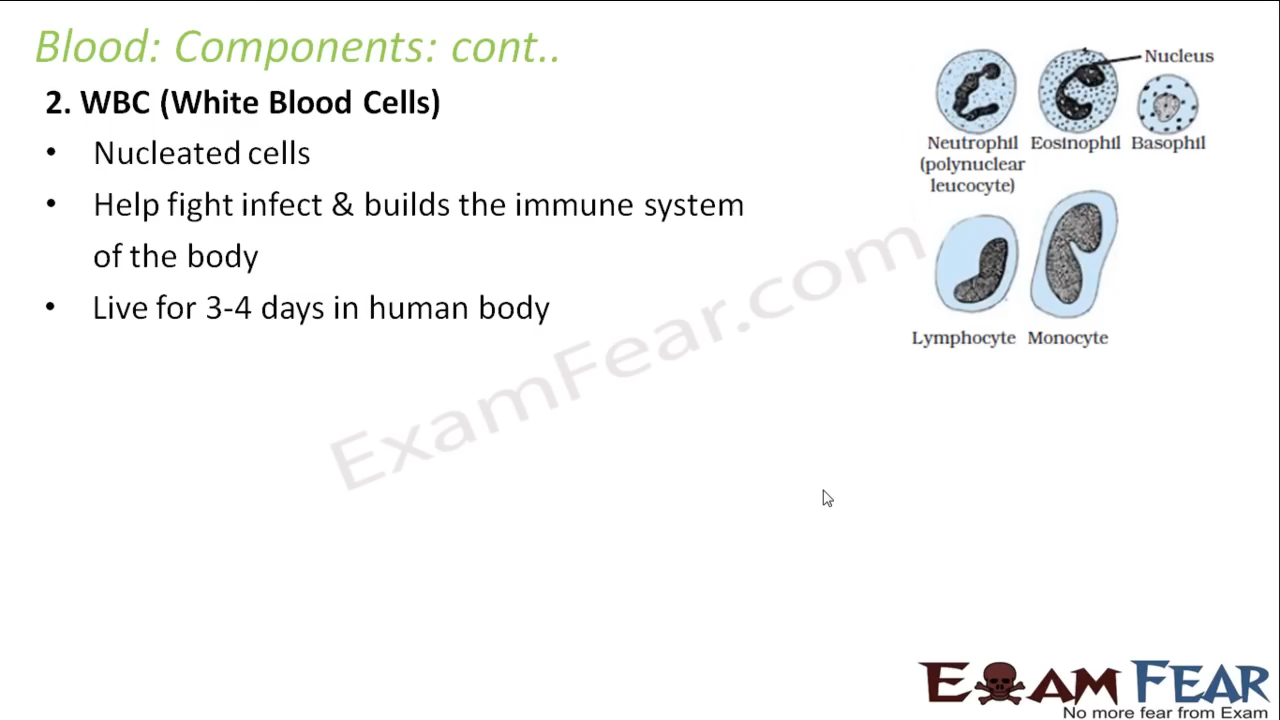 Blood: Components: cont..
2. WBC (White Blood Cells)
• Nucleated cells
• Help fight infect & builds the immune system
of the body
• Live for 3-4 days in human body
Nucleus
Neutrophil Eosinophil Basophil
(polynuclear
leucocyte)
Lymphocyte Monocyte
ExamFear.com
EXAM FEAR
No more fear from Exam